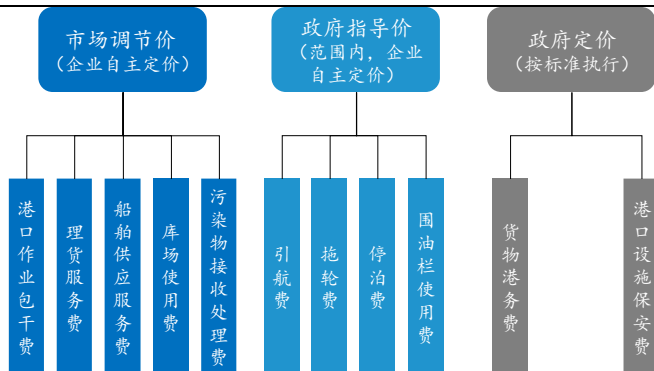 市场调节价
（企业自主定价）
政府指导价
（范围内，企业
自主定价）
政府定价
（按标准执行）
港口作业包干费
理货服务费
船舶供应服务费
库场使用费
污染物接收处理费
引航费
拖轮费
停泊费
围油栏使用费
货物港务费
港口设施保安费